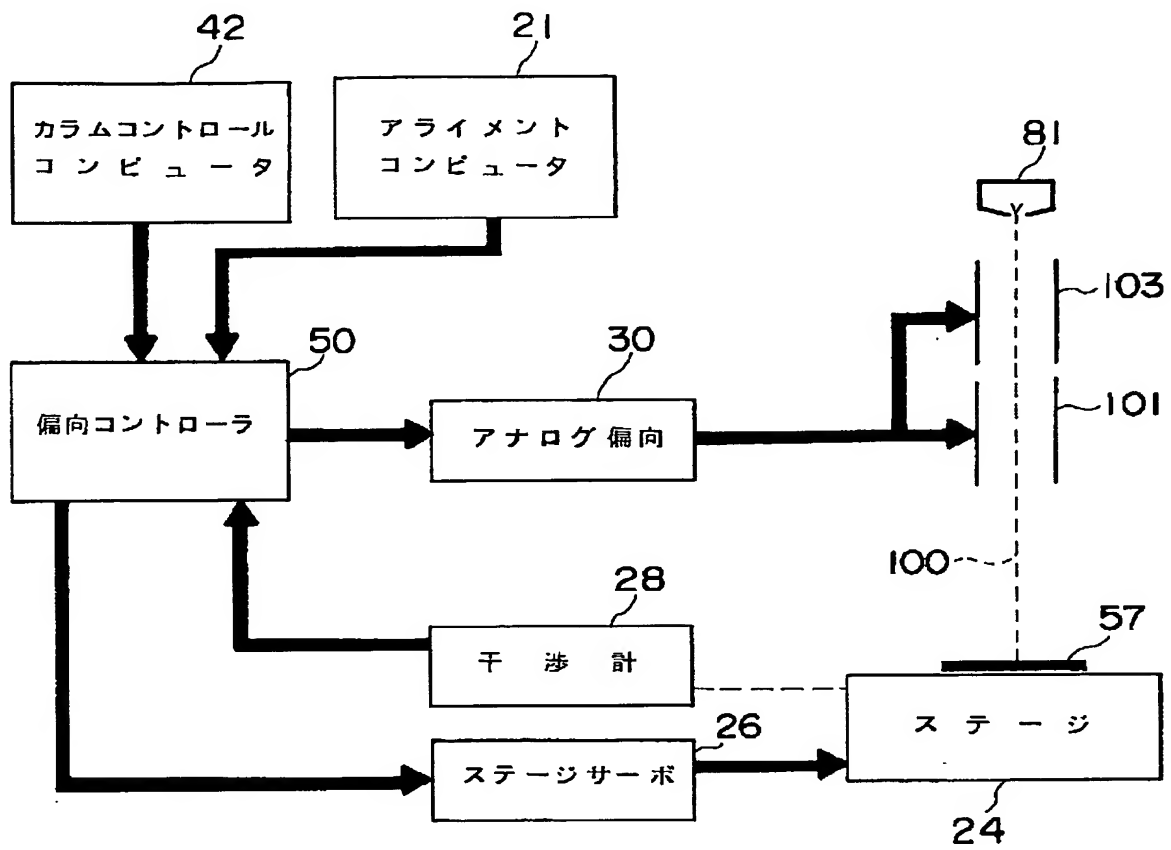 42
21
カラムコントロール
コンピュータ
アライメント
コンピュータ
81
103
50
30
偏向コントローラ
アナログ偏向
101
100
28
57
干渉計
ステージ
26
ステージサーボ
24